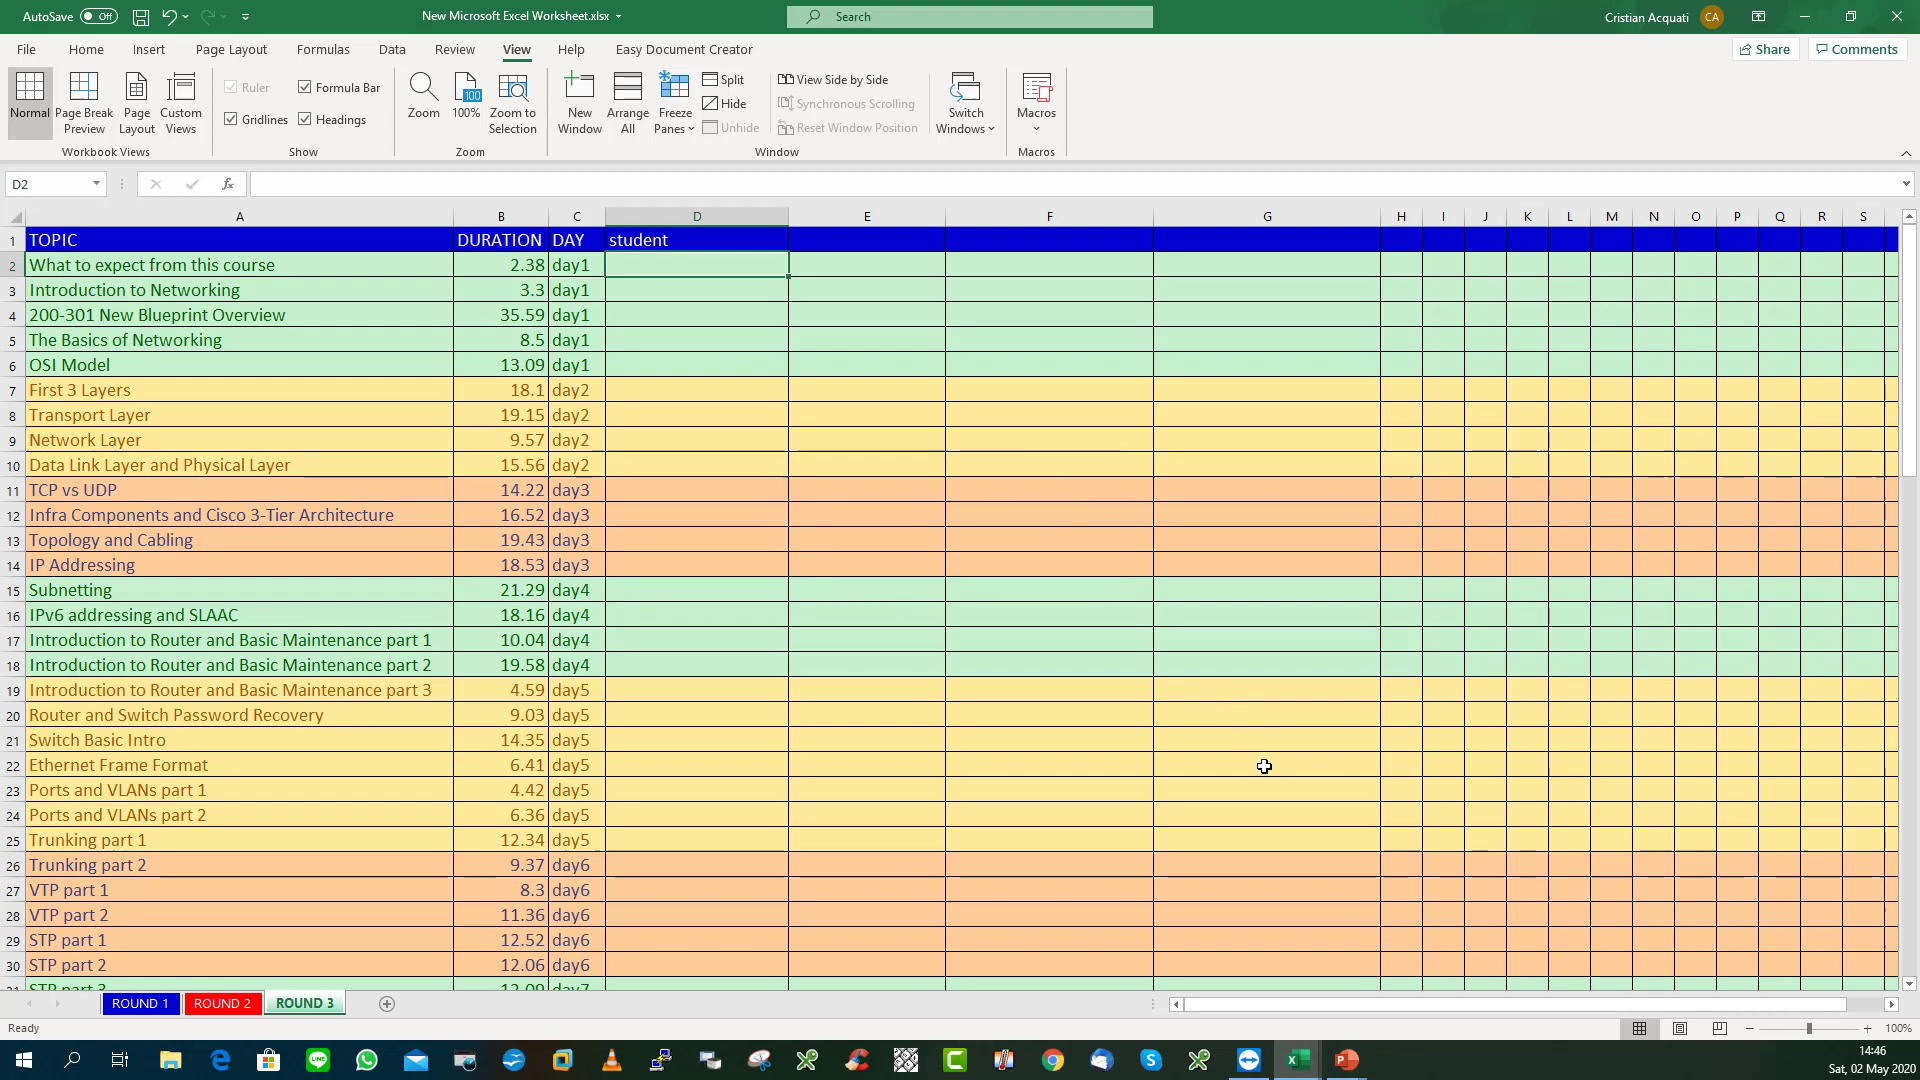 AutoSave Off New Microsoft Excel Worksheet.xlsx Search Cristian Acquati CA
File Home Insert Page Layout Formulas Data Review View Help Easy Document Creator Share Comments
Normal Page Break Preview Page Layout Custom Views
Workbook Views
Ruler Formula Bar
Gridlines Headings
Show
Zoom 100% Zoom to Selection
Zoom
New Window Arrange All Freeze Panes
Split
Hide
Unhide
View Side by Side
Synchronous Scrolling
Reset Window Position
Switch Windows
Window
Macros
Macros
D2 fx
A B C D E F G H I J K L M N O P Q R S
1 TOPIC DURATION DAY student
2 What to expect from this course 2.38 day1
3 Introduction to Networking 3.3 day1
4 200-301 New Blueprint Overview 35.59 day1
5 The Basics of Networking 8.5 day1
6 OSI Model 13.09 day1
7 First 3 Layers 18.1 day2
8 Transport Layer 19.15 day2
9 Network Layer 9.57 day2
10 Data Link Layer and Physical Layer 15.56 day2
11 TCP vs UDP 14.22 day3
12 Infra Components and Cisco 3-Tier Architecture 16.52 day3
13 Topology and Cabling 19.43 day3
14 IP Addressing 18.53 day3
15 Subnetting 21.29 day4
16 IPv6 addressing and SLAAC 18.16 day4
17 Introduction to Router and Basic Maintenance part 1 10.04 day4
18 Introduction to Router and Basic Maintenance part 2 19.58 day4
19 Introduction to Router and Basic Maintenance part 3 4.59 day5
20 Router and Switch Password Recovery 9.03 day5
21 Switch Basic Intro 14.35 day5
22 Ethernet Frame Format 6.41 day5
23 Ports and VLANs part 1 4.42 day5
24 Ports and VLANs part 2 6.36 day5
25 Trunking part 1 12.34 day5
26 Trunking part 2 9.37 day6
27 VTP part 1 8.3 day6
28 VTP part 2 11.36 day6
29 STP part 1 12.52 day6
30 STP part 2 12.06 day6
31 STP part 3 12.09 day7
ROUND 1 ROUND 2 ROUND 3
Ready 100%
14:46
Sat, 02 May 2020